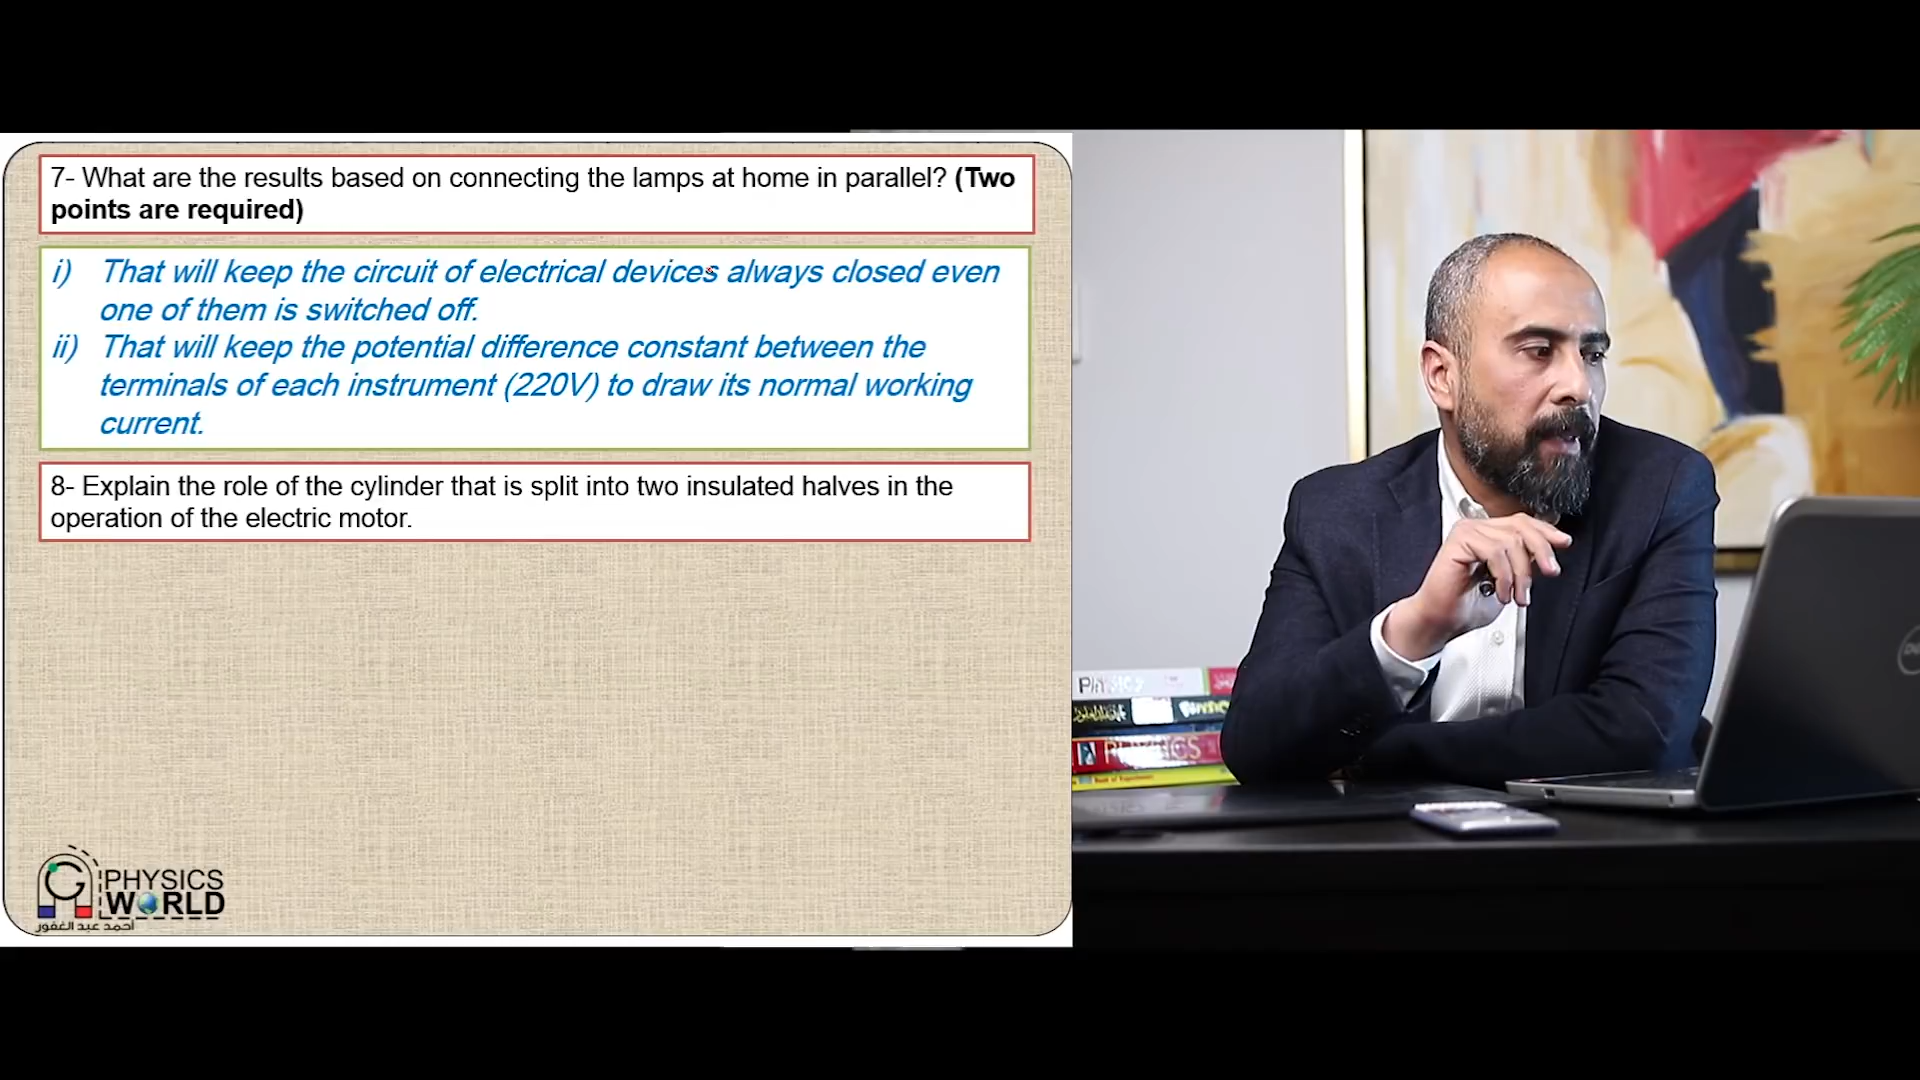 7- What are the results based on connecting the lamps at home in parallel? (Two
points are required)
i) That will keep the circuit of electrical devices always closed even
one of them is switched off.
ii) That will keep the potential difference constant between the
terminals of each instrument (220V) to draw its normal working
current.
8- Explain the role of the cylinder that is split into two insulated halves in the
operation of the electric motor.
PHYSICS
WORLD
أحمد عبد الغفور
Physics
PHYSICS
PHYSICS